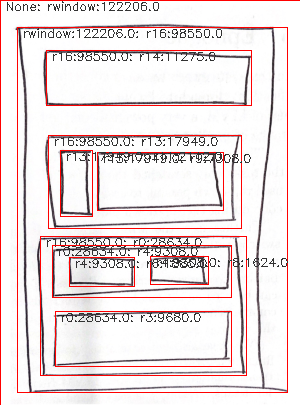 None: rwindow:122206.0
rwindow:122206.0: r16:98550.0
r16:98550.0: r14:11275.0
r16:98550.0: r13:17949.0
r16:98550.0: r0:28634.0
r0:28634.0: r4:9308.0
r4:9308.0: r8:1624.0
r0:28634.0: r3:9680.0